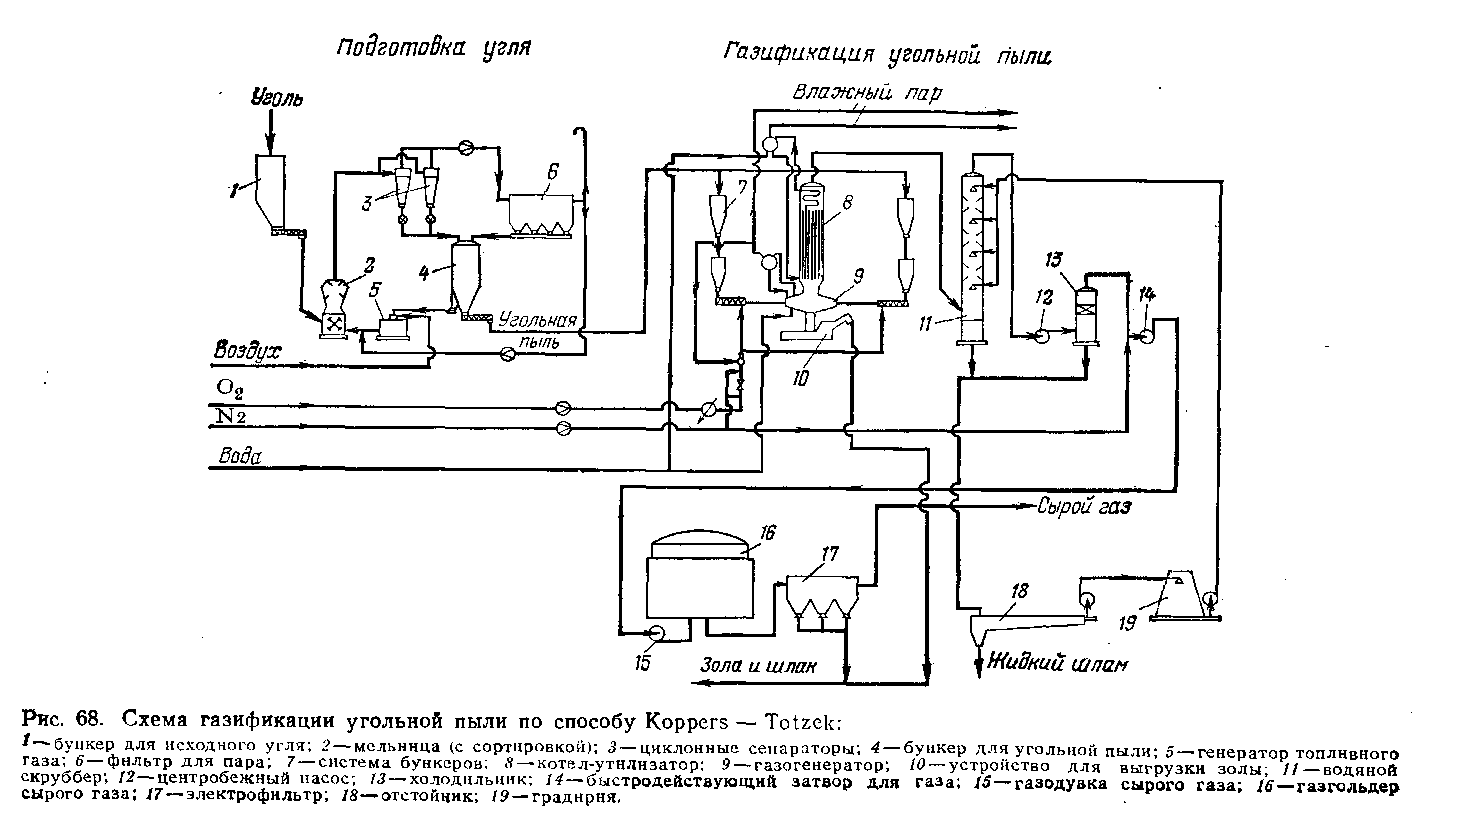 Подготовка угля
Газификация угольной пыли
Влажный пар
Уголь
1
2
3
4
5
6
7
8
9
10
11
12
13
14
Угольная
пыль
Воздух
O2
N2
Вода
Сырой газ
15
16
17
18
19
Зола и шлак
Жидкий шлам
Рис. 68. Схема газификации угольной пыли по способу Koppers — Totzek:
1—бункер для исходного угля; 2—мельница (с сортировкой); 3—циклонные сепараторы; 4—бункер для угольной пыли; 5—генератор топливного
газа; 6—фильтр для пара; 7—система бункеров; 8—котел-утилизатор; 9—газогенератор; 10—устройство для выгрузки золы; 11—водяной
скруббер; 12—центробежный насос; 13—холодильник; 14—быстродействующий затвор для газа; 15—газодувка сырого газа; 16—газгольдер
сырого газа; 17—электрофильтр; 18—отстойник; 19—градирня.